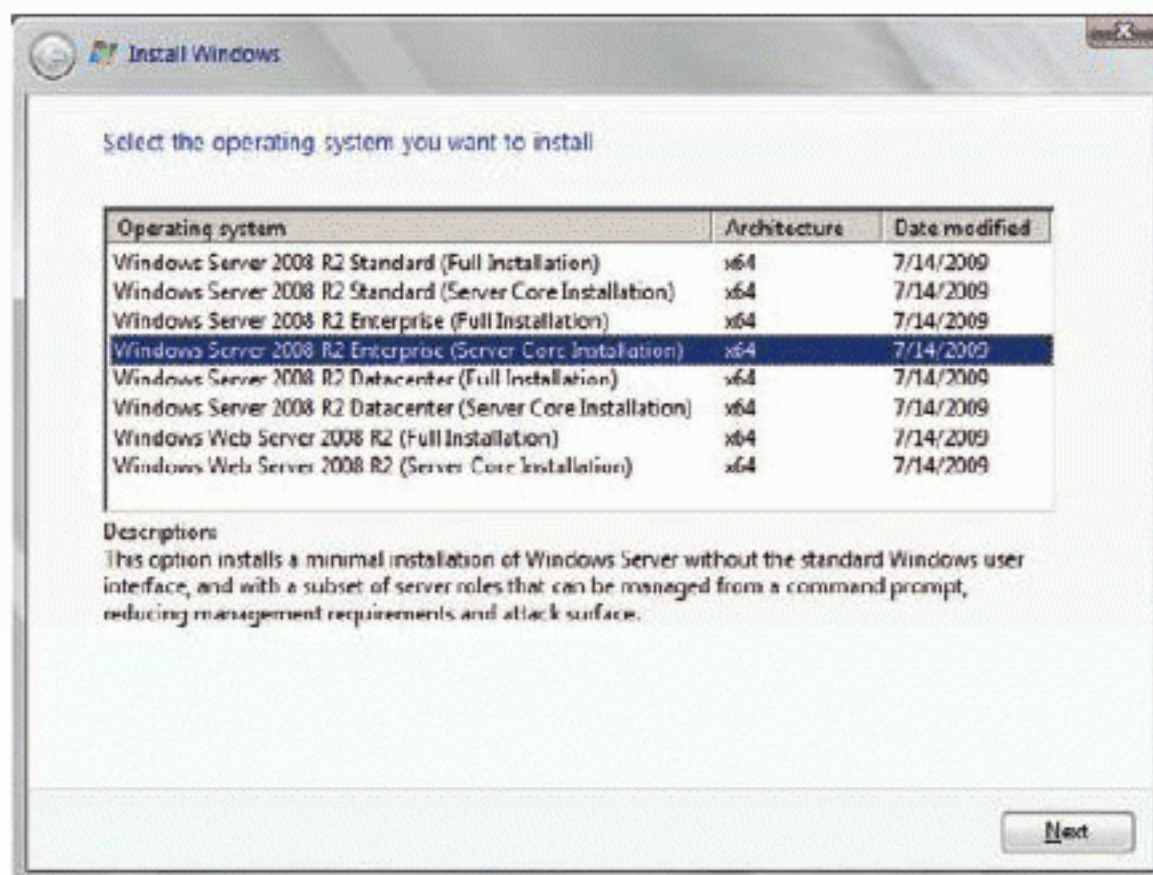 Install Windows
Select the operating system you want to install
Operating system Architecture Date modified
Windows Server 2008 R2 Standard (Full Installation) x64 7/14/2009
Windows Server 2008 R2 Standard (Server Core Installation) x64 7/14/2009
Windows Server 2008 R2 Enterprise (Full Installation) x64 7/14/2009
Windows Server 2008 R2 Enterprise (Server Core Installation) x64 7/14/2009
Windows Server 2008 R2 Datacenter (Full Installation) x64 7/14/2009
Windows Server 2008 R2 Datacenter (Server Core Installation) x64 7/14/2009
Windows Web Server 2008 R2 (Full Installation) x64 7/14/2009
Windows Web Server 2008 R2 (Server Core Installation) x64 7/14/2009
Description:
This option installs a minimal installation of Windows Server without the standard Windows user
interface, and with a subset of server roles that can be managed from a command prompt,
reducing management requirements and attack surface.
Next